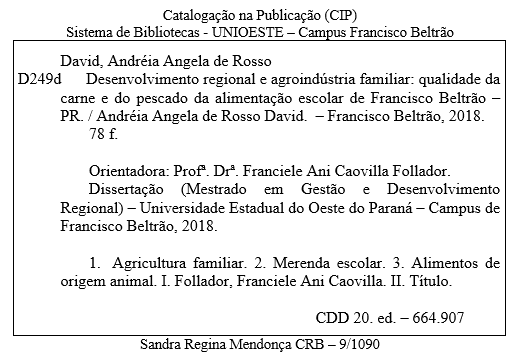 Catalogação na Publicação (CIP)
Sistema de Bibliotecas - UNIOESTE – Campus Francisco Beltrão
David, Andréia Angela de Rosso
D249d Desenvolvimento regional e agroindústria familiar: qualidade da
carne e do pescado da alimentação escolar de Francisco Beltrão –
PR. / Andréia Angela de Rosso David. – Francisco Beltrão, 2018.
78 f.
Orientadora: Profª. Drª. Franciele Ani Caovilla Follador.
Dissertação (Mestrado em Gestão e Desenvolvimento
Regional) – Universidade Estadual do Oeste do Paraná – Campus de
Francisco Beltrão, 2018.
1. Agricultura familiar. 2. Merenda escolar. 3. Alimentos de
origem animal. I. Follador, Franciele Ani Caovilla. II. Título.
CDD 20. ed. – 664.907
Sandra Regina Mendonça CRB – 9/1090